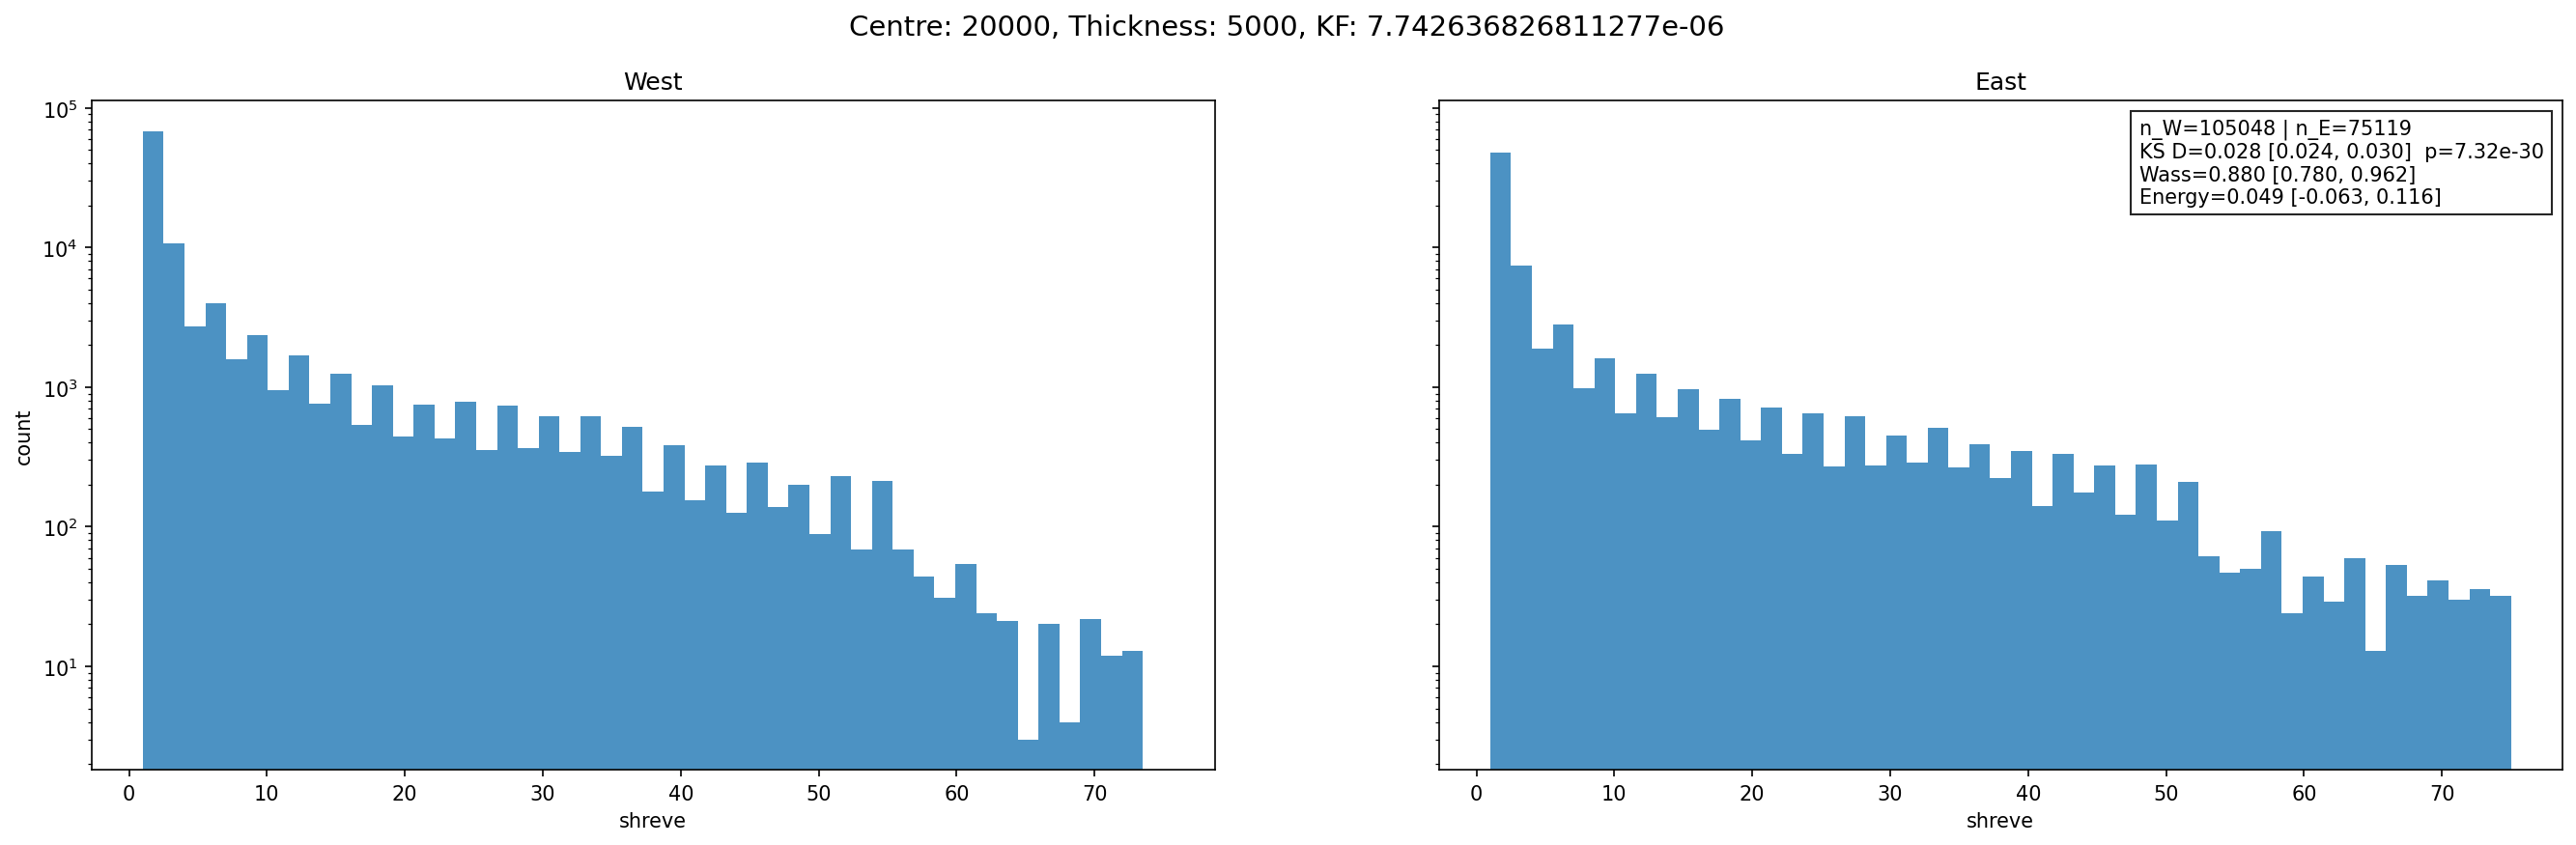 Centre: 20000, Thickness: 5000, KF: 7.742636826811277e-06
West
10⁵
10⁴
10³
10²
10¹
count
0 10 20 30 40 50 60 70
shreve
East
n_W=105048 | n_E=75119
KS D=0.028 [0.024, 0.030]  p=7.32e-30
Wass=0.880 [0.780, 0.962]
Energy=0.049 [-0.063, 0.116]
0 10 20 30 40 50 60 70
shreve